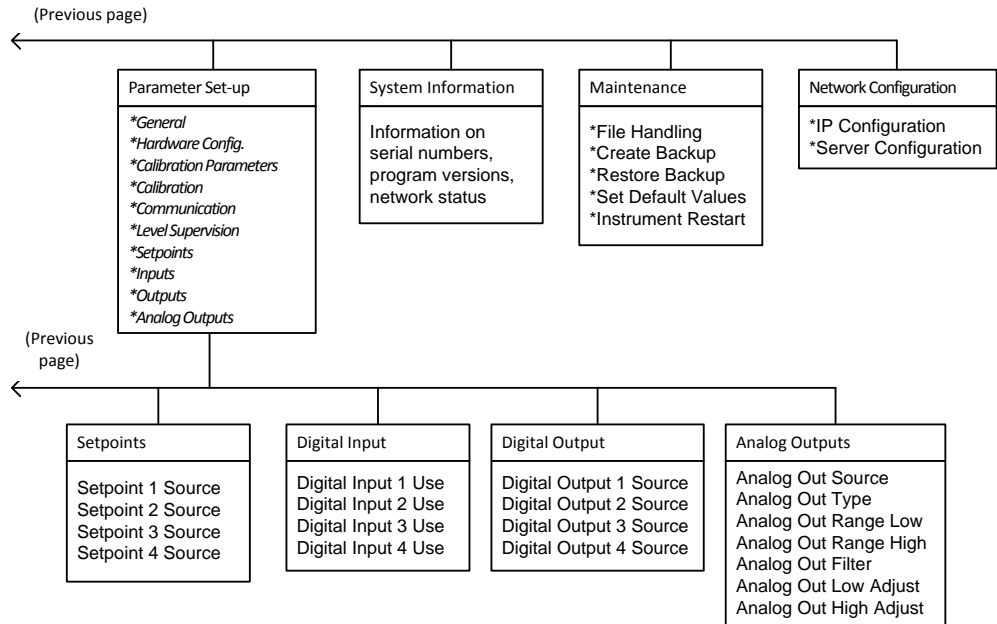 (Previous page)
Parameter Set-up
*General
*Hardware Config.
*Calibration Parameters
*Calibration
*Communication
*Level Supervision
*Setpoints
*Inputs
*Outputs
*Analog Outputs
System Information
Information on
serial numbers,
program versions,
network status
Maintenance
*File Handling
*Create Backup
*Restore Backup
*Set Default Values
*Instrument Restart
Network Configuration
*IP Configuration
*Server Configuration
(Previous
page)
Setpoints
Setpoint 1 Source
Setpoint 2 Source
Setpoint 3 Source
Setpoint 4 Source
Digital Input
Digital Input 1 Use
Digital Input 2 Use
Digital Input 3 Use
Digital Input 4 Use
Digital Output
Digital Output 1 Source
Digital Output 2 Source
Digital Output 3 Source
Digital Output 4 Source
Analog Outputs
Analog Out Source
Analog Out Type
Analog Out Range Low
Analog Out Range High
Analog Out Filter
Analog Out Low Adjust
Analog Out High Adjust